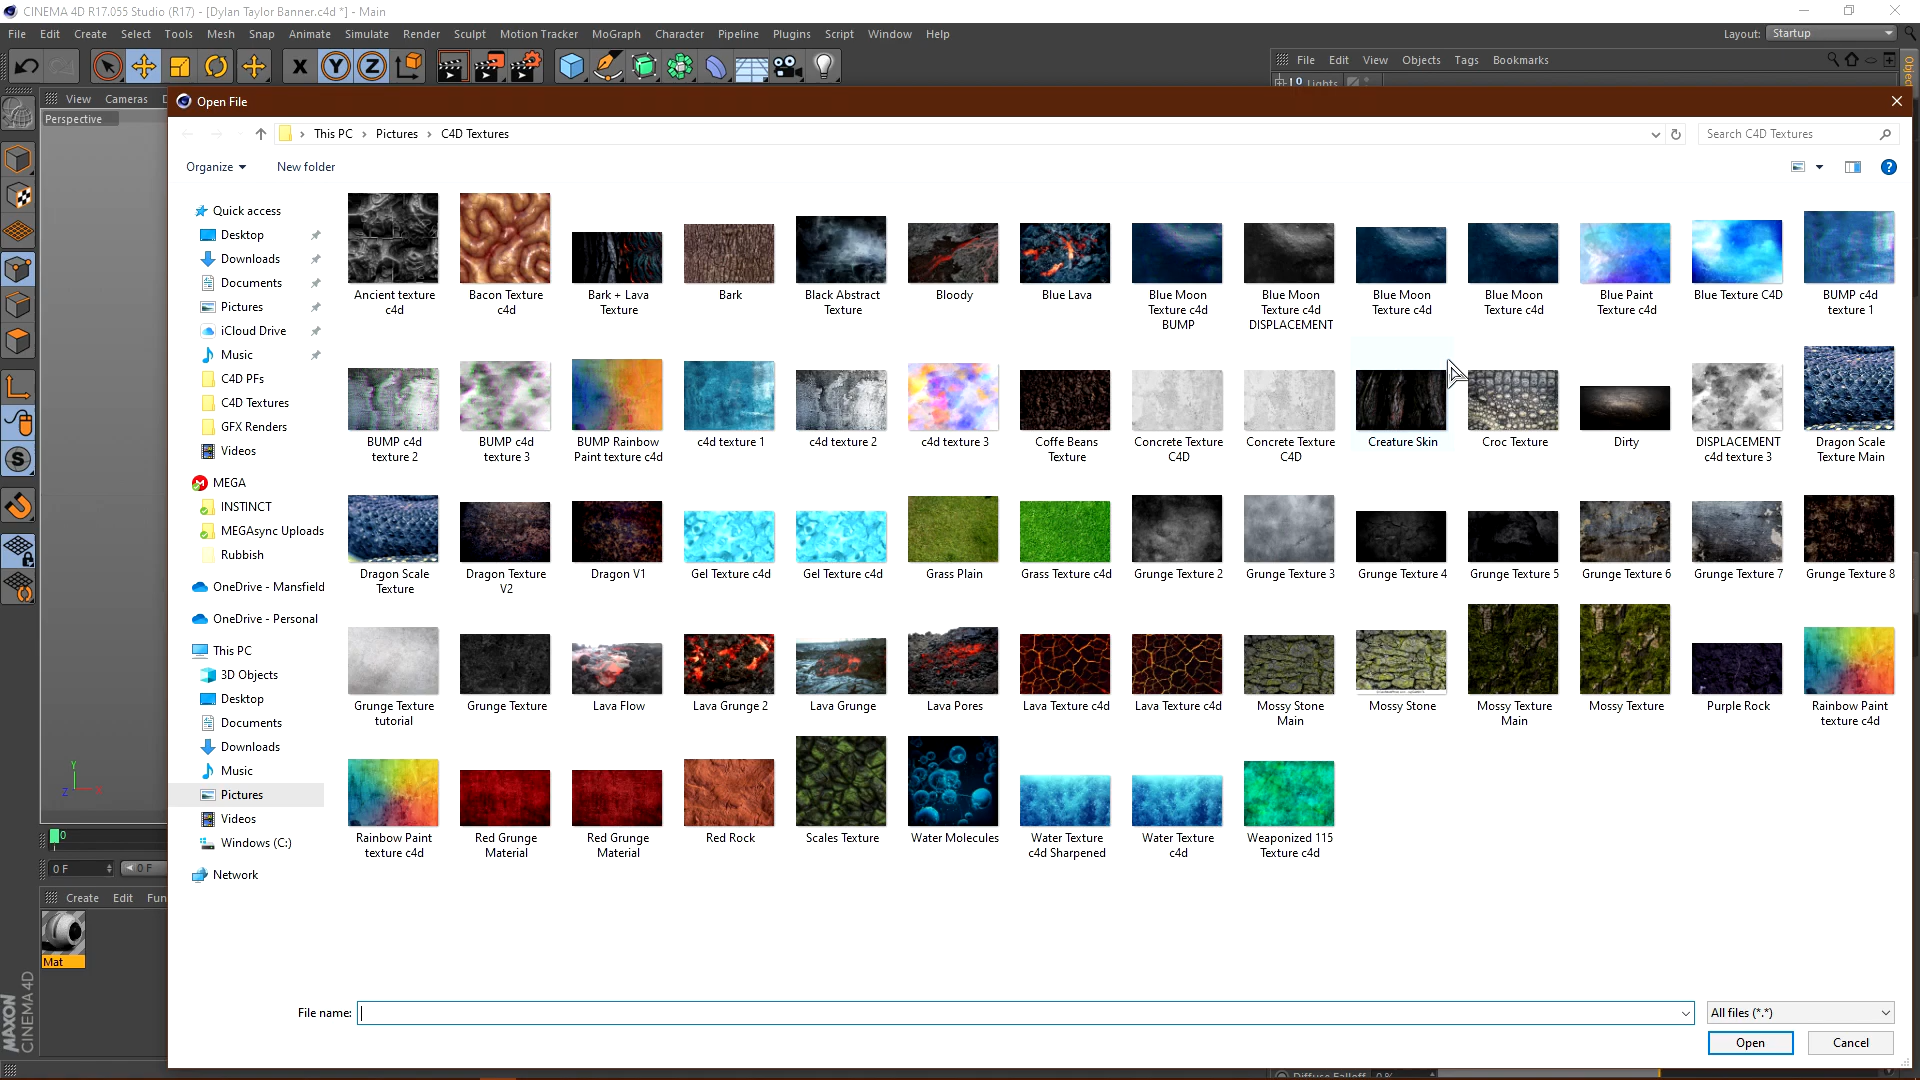 CINEMA 4D R17.055 Studio (R17) - [Dylan Taylor Banner.c4d *] - Main
File Edit Create Select Tools Mesh Snap Animate Simulate Render Sculpt Motion Tracker MoGraph Character Pipeline Plugins Script Window Help
Layout: Startup
X Y Z
File Edit View Objects Tags Bookmarks
Lights
View Cameras
Perspective
Open File
This PC > Pictures > C4D Textures
Search C4D Textures
Organize
New folder
Quick access
Desktop
Downloads
Documents
Pictures
iCloud Drive
Music
C4D PFs
C4D Textures
GFX Renders
Videos
MEGA
INSTINCT
MEGAsync Uploads
Rubbish
OneDrive - Mansfield
OneDrive - Personal
This PC
3D Objects
Desktop
Documents
Downloads
Music
Pictures
Videos
Windows (C:)
Network
Ancient texture c4d
Bacon Texture c4d
Bark + Lava Texture
Bark
Black Abstract Texture
Bloody
Blue Lava
Blue Moon Texture c4d BUMP
Blue Moon Texture c4d DISPLACEMENT
Blue Moon Texture c4d
Blue Moon Texture c4d
Blue Paint Texture c4d
Blue Texture C4D
BUMP c4d texture 1
BUMP c4d texture 2
BUMP c4d texture 3
BUMP Rainbow Paint texture c4d
c4d texture 1
c4d texture 2
c4d texture 3
Coffe Beans Texture
Concrete Texture C4D
Concrete Texture C4D
Creature Skin
Croc Texture
Dirty
DISPLACEMENT c4d texture 3
Dragon Scale Texture Main
Dragon Scale Texture
Dragon Texture V2
Dragon V1
Gel Texture c4d
Gel Texture c4d
Grass Plain
Grass Texture c4d
Grunge Texture 2
Grunge Texture 3
Grunge Texture 4
Grunge Texture 5
Grunge Texture 6
Grunge Texture 7
Grunge Texture 8
Grunge Texture tutorial
Grunge Texture
Lava Flow
Lava Grunge 2
Lava Grunge
Lava Pores
Lava Texture c4d
Lava Texture c4d
Mossy Stone Main
Mossy Stone
Mossy Texture Main
Mossy Texture
Purple Rock
Rainbow Paint texture c4d
Rainbow Paint texture c4d
Red Grunge Material
Red Grunge Material
Red Rock
Scales Texture
Water Molecules
Water Texture c4d Sharpened
Water Texture c4d
Weaponized 115 Texture c4d
Y
Z X
0
0 F 0 F
Create Edit Fun
Mat
MAXON
CINEMA 4D
File name:
All files (*.*)
Open Cancel
Diffuse Falloff 0 %